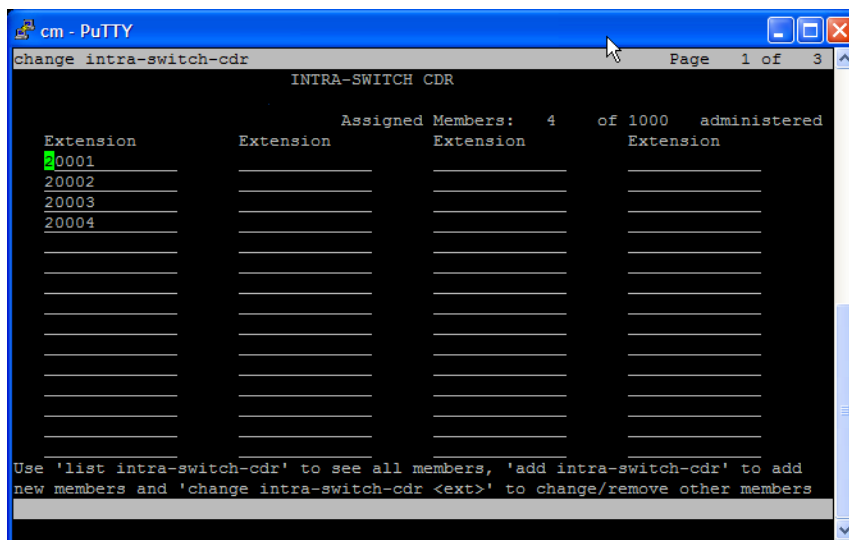 cm - PuTTY
change intra-switch-cdr Page 1 of 3
INTRA-SWITCH CDR
Assigned Members: 4 of 1000 administered
Extension Extension Extension Extension
20001
20002
20003
20004
Use 'list intra-switch-cdr' to see all members, 'add intra-switch-cdr' to add
new members and 'change intra-switch-cdr <ext>' to change/remove other members